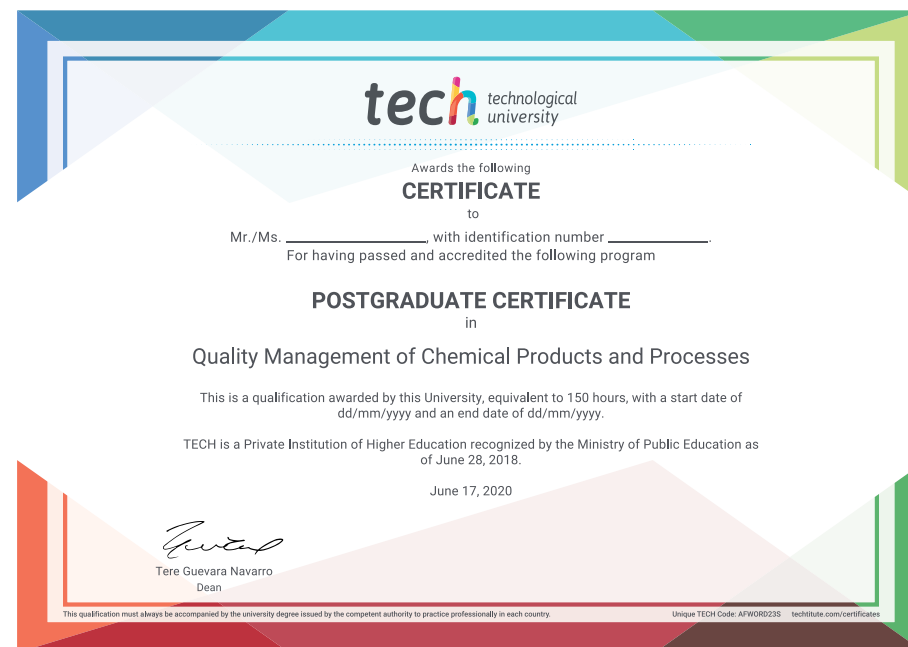 tech technological
university
Awards the following
CERTIFICATE
to
Mr./Ms. ____________, with identification number ____________.
For having passed and accredited the following program
POSTGRADUATE CERTIFICATE
in
Quality Management of Chemical Products and Processes
This is a qualification awarded by this University, equivalent to 150 hours, with a start date of
dd/mm/yyyy and an end date of dd/mm/yyyy.
TECH is a Private Institution of Higher Education recognized by the Ministry of Public Education as
of June 28, 2018.
June 17, 2020
Tere Guevara Navarro
Dean
This qualification must always be accompanied by the university degree issued by the competent authority to practice professionally in each country. Unique TECH Code: AFWORD23S techtitute.com/certificates